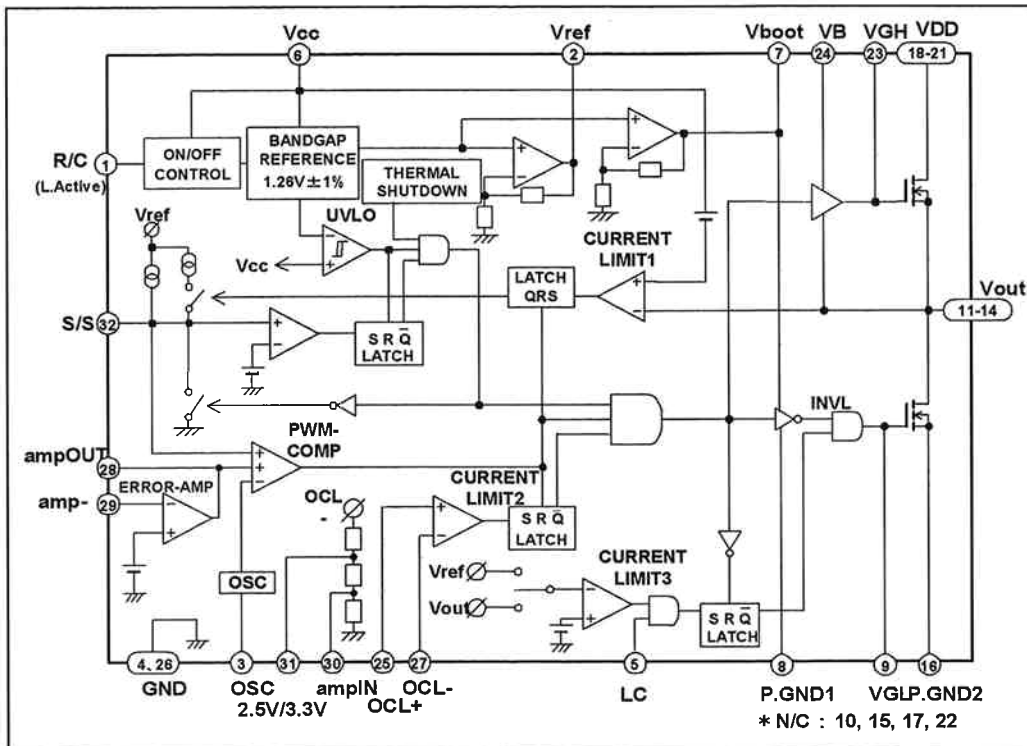 Vcc Vref Vboot VB VGH VDD
6 2 7 24 23 18-21
R/C
1
(L.Active)
ON/OFF
CONTROL
BANDGAP
REFERENCE
1.26V±1%
THERMAL
SHUTDOWN
+
-
+
-
Vref
UVLO
-
+
Vcc
CURRENT
LIMIT1
LATCH
QRS
+
-
Vout
11-14
S/S
32
+
-
S R Q̅
LATCH
INVL
PWM-
COMP
ampOUT
28
+
+
-
amp-
29
ERROR-AMP
-
+
OCL
-
CURRENT
LIMIT2
+
-
S R Q̅
LATCH
OSC
Vref
Vout
CURRENT
LIMIT3
-
+
S R Q̅
LATCH
4、26 3 31 30 25 27 5 8 9 16
GND OSC ampIN OCL- LC P.GND1 VGLP.GND2
2.5V/3.3V OCL+
* N/C : 10, 15, 17, 22